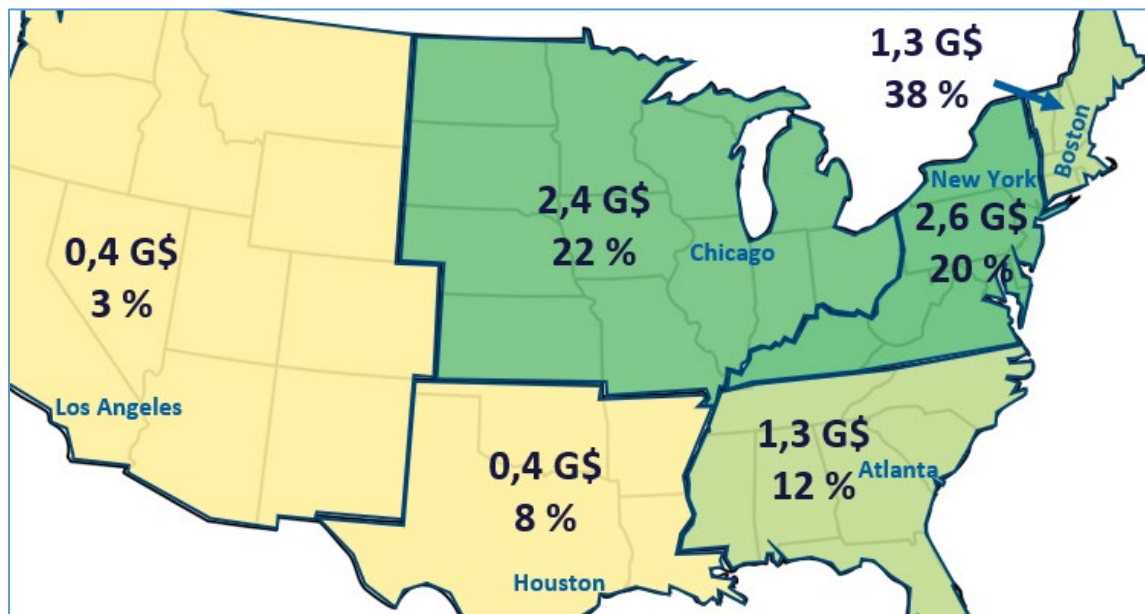 1,3 G$
38 %
Boston
New York
2,6 G$
20 %
2,4 G$
22 %
Chicago
0,4 G$
3 %
Los Angeles
1,3 G$
12 %
Atlanta
0,4 G$
8 %
Houston